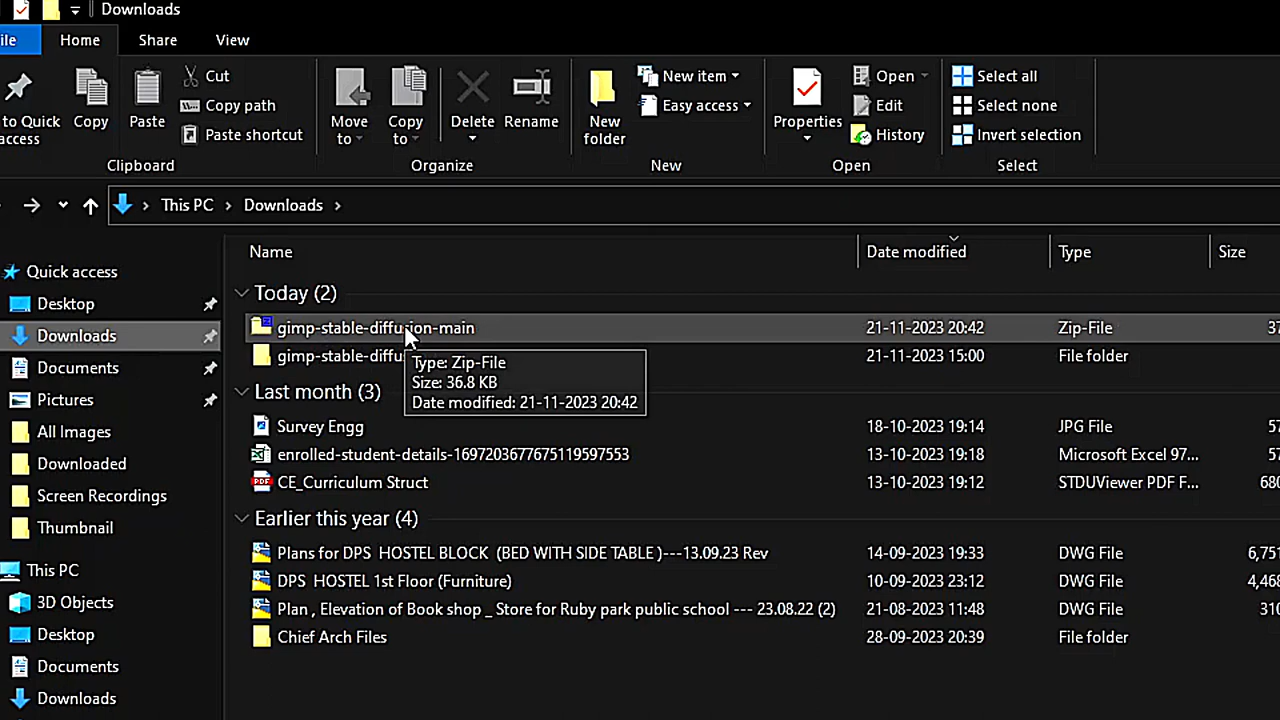 Downloads
ile Home Share View
to Quick
access
Copy
Paste
Cut
Copy path
Paste shortcut
Clipboard
Move
to
Copy
to
Delete
Rename
Organize
New
folder
New item
Easy access
New
Properties
Open
Edit
History
Open
Select all
Select none
Invert selection
Select
This PC > Downloads >
Name Date modified Type Size
Quick access
Desktop
Downloads
Documents
Pictures
All Images
Downloaded
Screen Recordings
Thumbnail
This PC
3D Objects
Desktop
Documents
Downloads
Today (2)
gimp-stable-diffusion-main 21-11-2023 20:42 Zip-File 37
gimp-stable-diffu 21-11-2023 15:00 File folder
Type: Zip-File
Size: 36.8 KB
Date modified: 21-11-2023 20:42
Last month (3)
Survey Engg 18-10-2023 19:14 JPG File 57
enrolled-student-details-1697203677675119597553 13-10-2023 19:18 Microsoft Excel 97... 57
CE_Curriculum Struct 13-10-2023 19:12 STDUViewer PDF F... 680
Earlier this year (4)
Plans for DPS HOSTEL BLOCK (BED WITH SIDE TABLE )---13.09.23 Rev 14-09-2023 19:33 DWG File 6,751
DPS HOSTEL 1st Floor (Furniture) 10-09-2023 23:12 DWG File 4,468
Plan , Elevation of Book shop _ Store for Ruby park public school --- 23.08.22 (2) 21-08-2023 11:48 DWG File 310
Chief Arch Files 28-09-2023 20:39 File folder